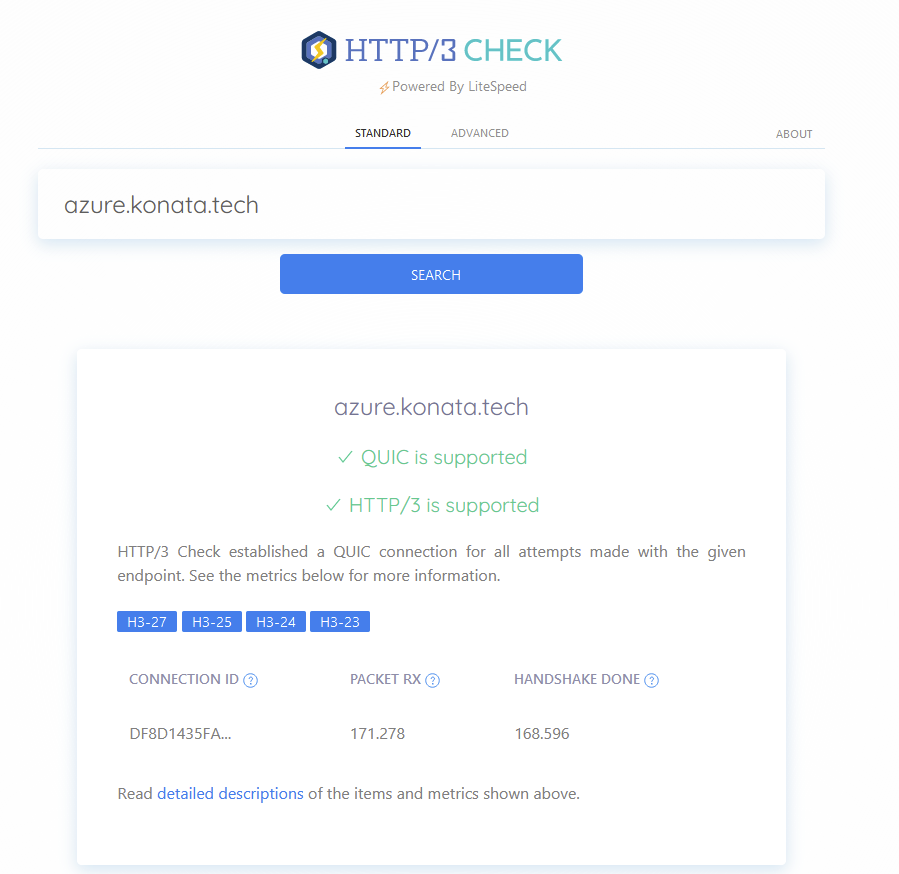 HTTP/3 CHECK
Powered By LiteSpeed
STANDARD ADVANCED ABOUT
azure.konata.tech
SEARCH
azure.konata.tech
✓ QUIC is supported
✓ HTTP/3 is supported
HTTP/3 Check established a QUIC connection for all attempts made with the given
endpoint. See the metrics below for more information.
H3-27 H3-25 H3-24 H3-23
CONNECTION ID ? PACKET RX ? HANDSHAKE DONE ?
DF8D1435FA... 171.278 168.596
Read detailed descriptions of the items and metrics shown above.